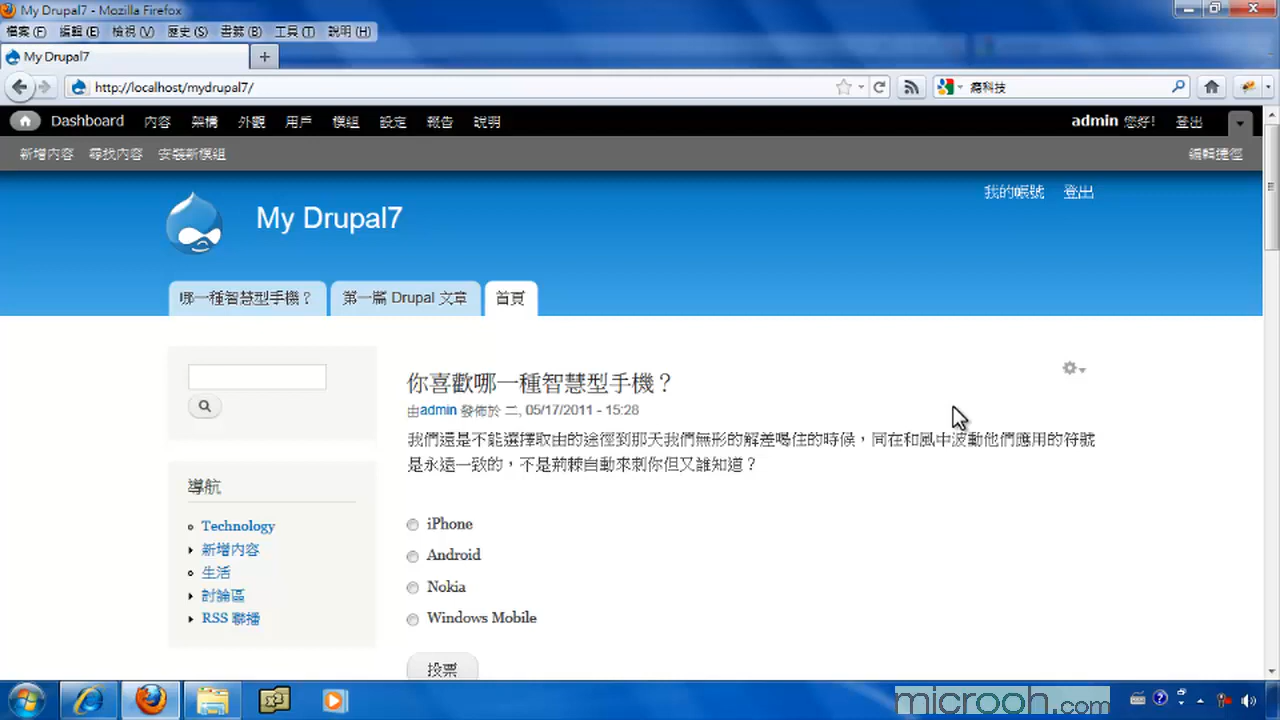 My Drupal7 - Mozilla Firefox
檔案(F) 編輯(E) 檢視(V) 歷史(S) 書籤(B) 工具(T) 說明(H)
My Drupal7 +
http://localhost/mydrupal7/ 癮科技
Dashboard 內容 架構 外觀 用戶 模組 設定 報告 說明 admin 您好! 登出
新增內容 尋找內容 安裝新模組 編輯捷徑
我的帳號 登出
My Drupal7
哪一種智慧型手機？ 第一篇 Drupal 文章 首頁
你喜歡哪一種智慧型手機？
由admin 發佈於 二, 05/17/2011 - 15:28
我們還是不能選擇取由的途徑到那天我們無形的解差喝住的時候，同在和風中波動他們應用的符號
是永遠一致的，不是荊棘自動來刺你但又誰知道？
導航
Technology
新增內容
生活
討論區
RSS 聯播
iPhone
Android
Nokia
Windows Mobile
投票
microoh.com